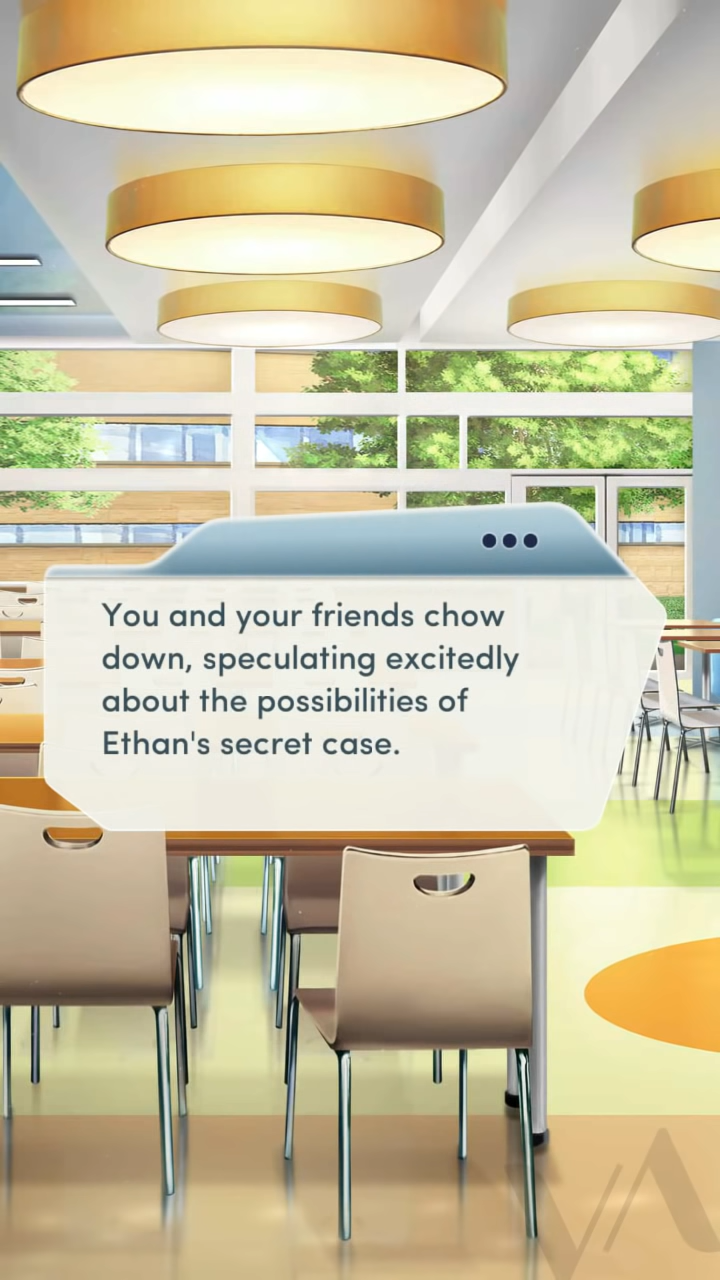 You and your friends chow
down, speculating excitedly
about the possibilities of
Ethan's secret case.